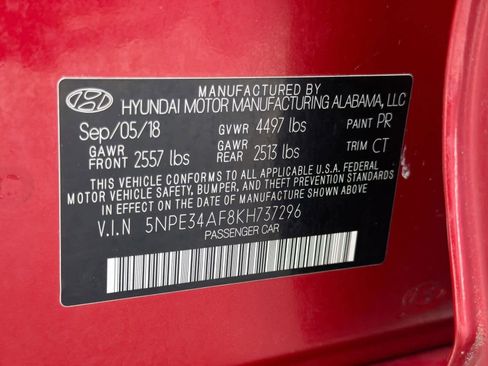 MANUFACTURED BY
HYUNDAI MOTOR MANUFACTURING ALABAMA, LLC
Sep/05/18 GVWR 4497 lbs PAINT PR
GAWR FRONT 2557 lbs GAWR REAR 2513 lbs TRIM CT
THIS VEHICLE CONFORMS TO ALL APPLICABLE U.S.A. FEDERAL
MOTOR VEHICLE SAFETY, BUMPER, AND THEFT PREVENTION STANDARDS
IN EFFECT ON THE DATE OF MANUFACTURE SHOWN ABOVE.
V.I.N 5NPE34AF8KH737296
PASSENGER CAR